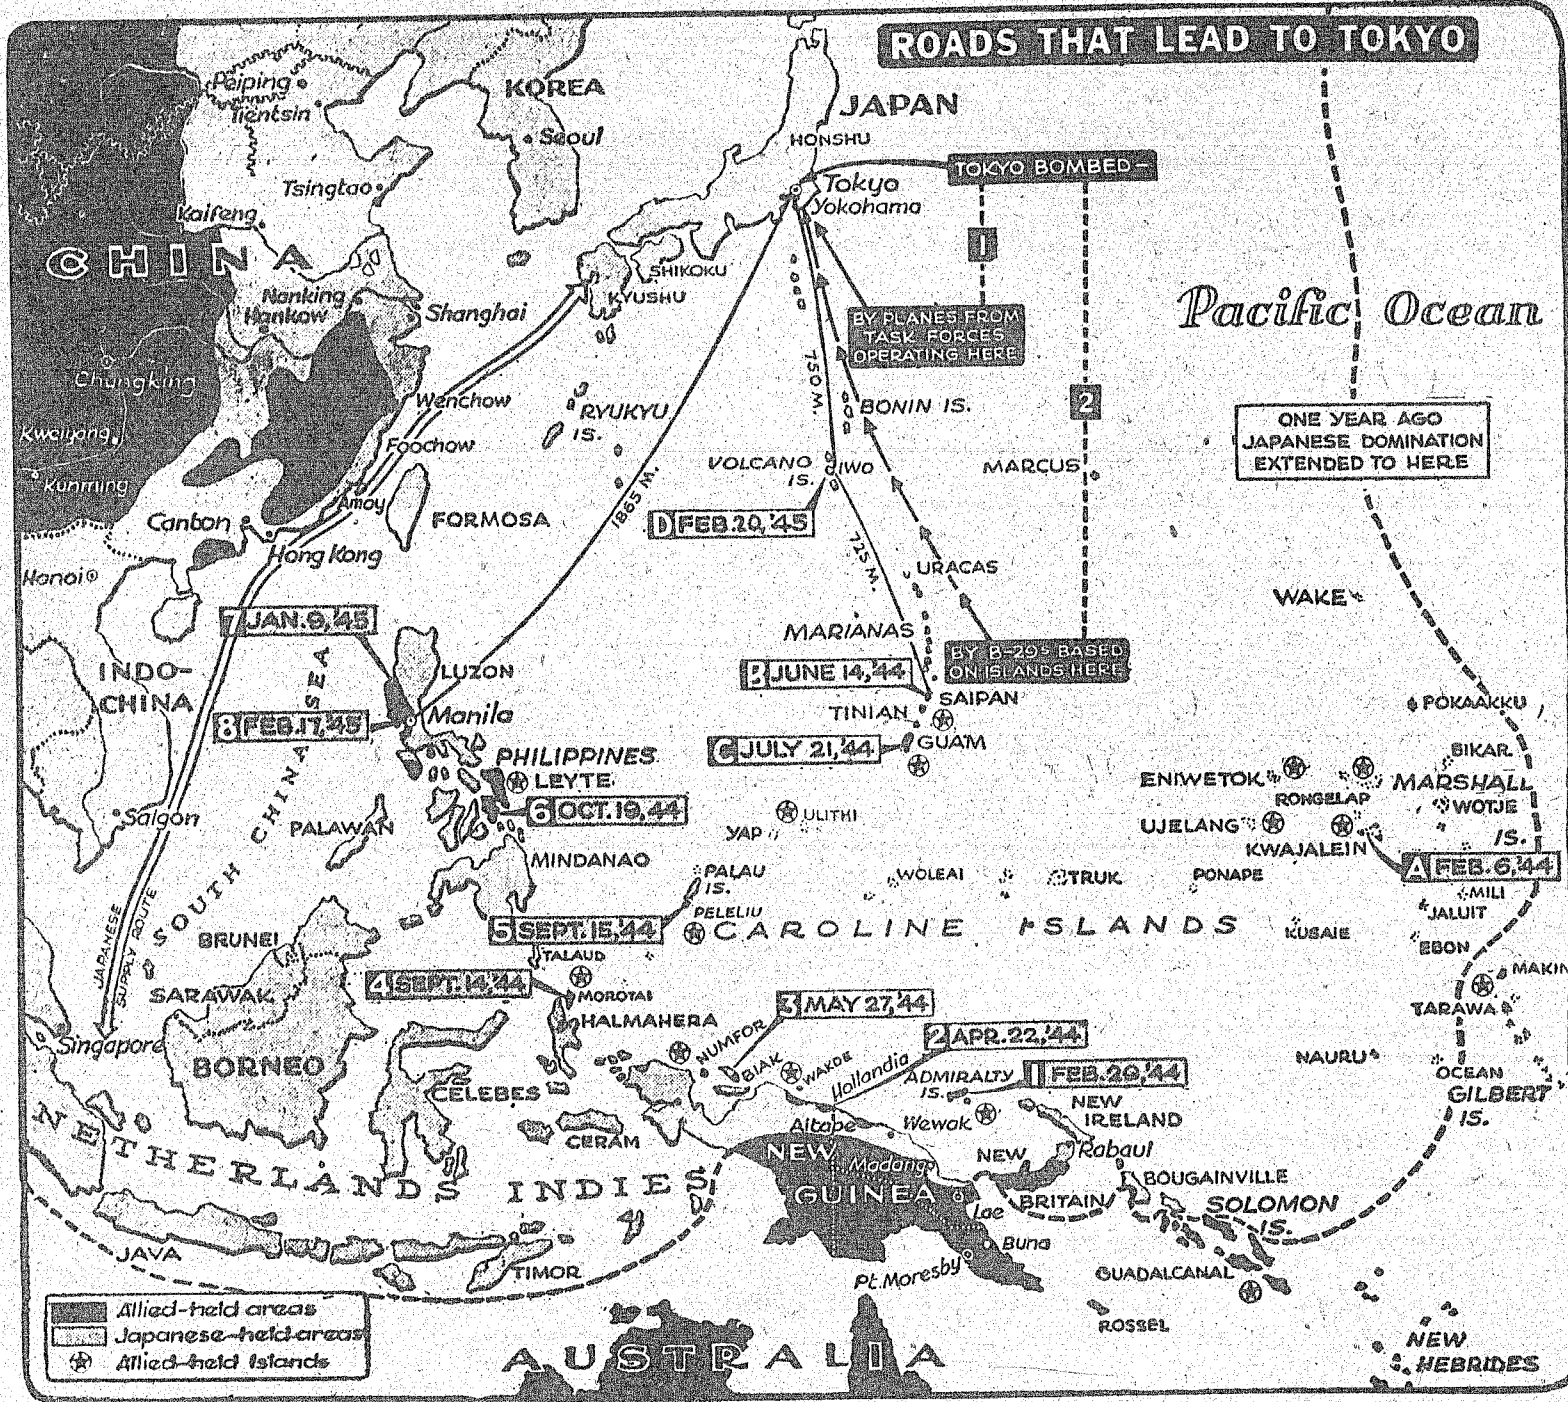 ROADS THAT LEAD TO TOKYO
Peiping
Tientsin
KOREA
Seoul
JAPAN
HONSHU
TOKYO BOMBED-
Tsingtao
Tokyo
Yokohama
Kaifeng
1
CHINA
SHIKOKU
KYUSHU
Nanking
Hankow
Shanghai
BY PLANES FROM
TASK FORCES
OPERATING HERE
Pacific Ocean
Chungking
750 M.
Wenchow
RYUKYU
IS.
BONIN IS.
2
ONE YEAR AGO
JAPANESE DOMINATION
EXTENDED TO HERE
Kweiyang
Foochow
Kunming
VOLCANO
IS.
IWO
MARCUS
1865 M.
Amoy
FORMOSA
Canton
D FEB. 20, '45
Hong Kong
725 M.
Hanoi
URACAS
WAKE
7 JAN. 9, '45
MARIANAS
BY B-29s BASED
ON ISLANDS HERE
INDO-
CHINA
LUZON
B JUNE 14, '44
SAIPAN
Manila
TINIAN
8 FEB. 17, '45
POKAAKKU
C JULY 21, '44
GUAM
PHILIPPINES
LEYTE
BIKAR
ENIWETOK
RONGELAP
MARSHALL
IS.
WOTJE
6 OCT. 19, 44
Saigon
SOUTH CHINA SEA
PALAWAN
ULITHI
YAP
UJELANG
KWAJALEIN
MINDANAO
A FEB. 6, '44
PALAU
IS.
WOLEAI
TRUK
PONAPE
MILI
JALUIT
PELELIU
5 SEPT. 15, '44
CAROLINE ISLANDS
KUSAIE
EBON
JAPANESE
SUPPLY ROUTE
BRUNEI
TALAUD
MAKIN
4 SEPT. 14, '44
SARAWAK
MOROTAI
3 MAY 27, '44
TARAWA
HALMAHERA
Singapore
NUMFOR
2 APR. 22, '44
BORNEO
BIAK
WAKDE
Hollandia
NAURU
OCEAN
ADMIRALTY
IS.
1 FEB. 29, '44
CELEBES
GILBERT
IS.
NEW
IRELAND
CERAM
Aitape
Wewak
NETHERLANDS INDIES
NEW
GUINEA
Madang
NEW
BRITAIN
Rabaul
BOUGAINVILLE
Lae
SOLOMON
IS.
JAVA
Buna
TIMOR
Pt. Moresby
GUADALCANAL
Allied-held areas
Japanese-held areas
Allied-held Islands
ROSSEL
AUSTRALIA
NEW
HEBRIDES